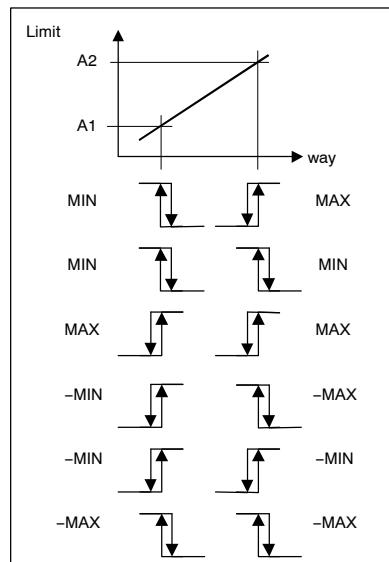 Limit
A2
A1
way
MIN MAX
MIN MIN
MAX MAX
–MIN –MAX
–MIN –MIN
–MAX –MAX